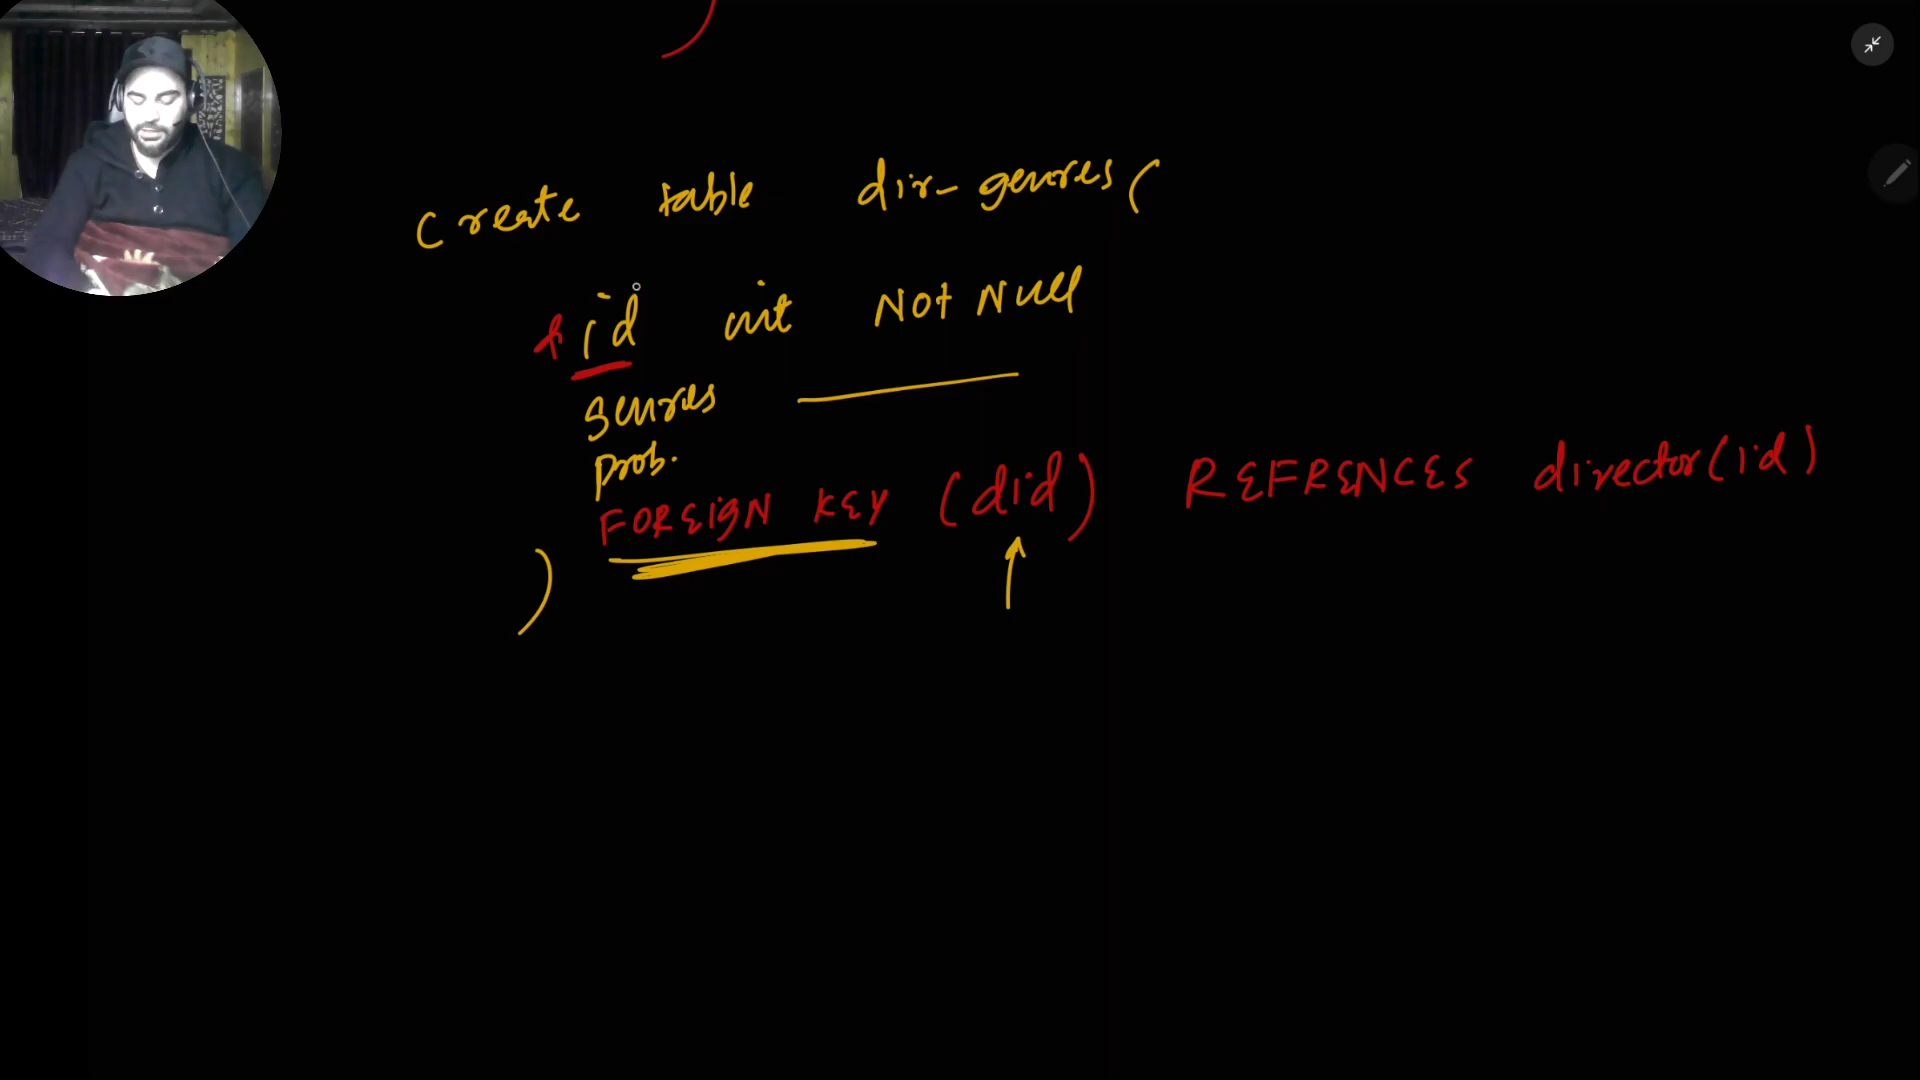 create table dir-genres (
did int Not Null
genres
prob.
FOREIGN KEY (did) REFRENCES director(id)
)